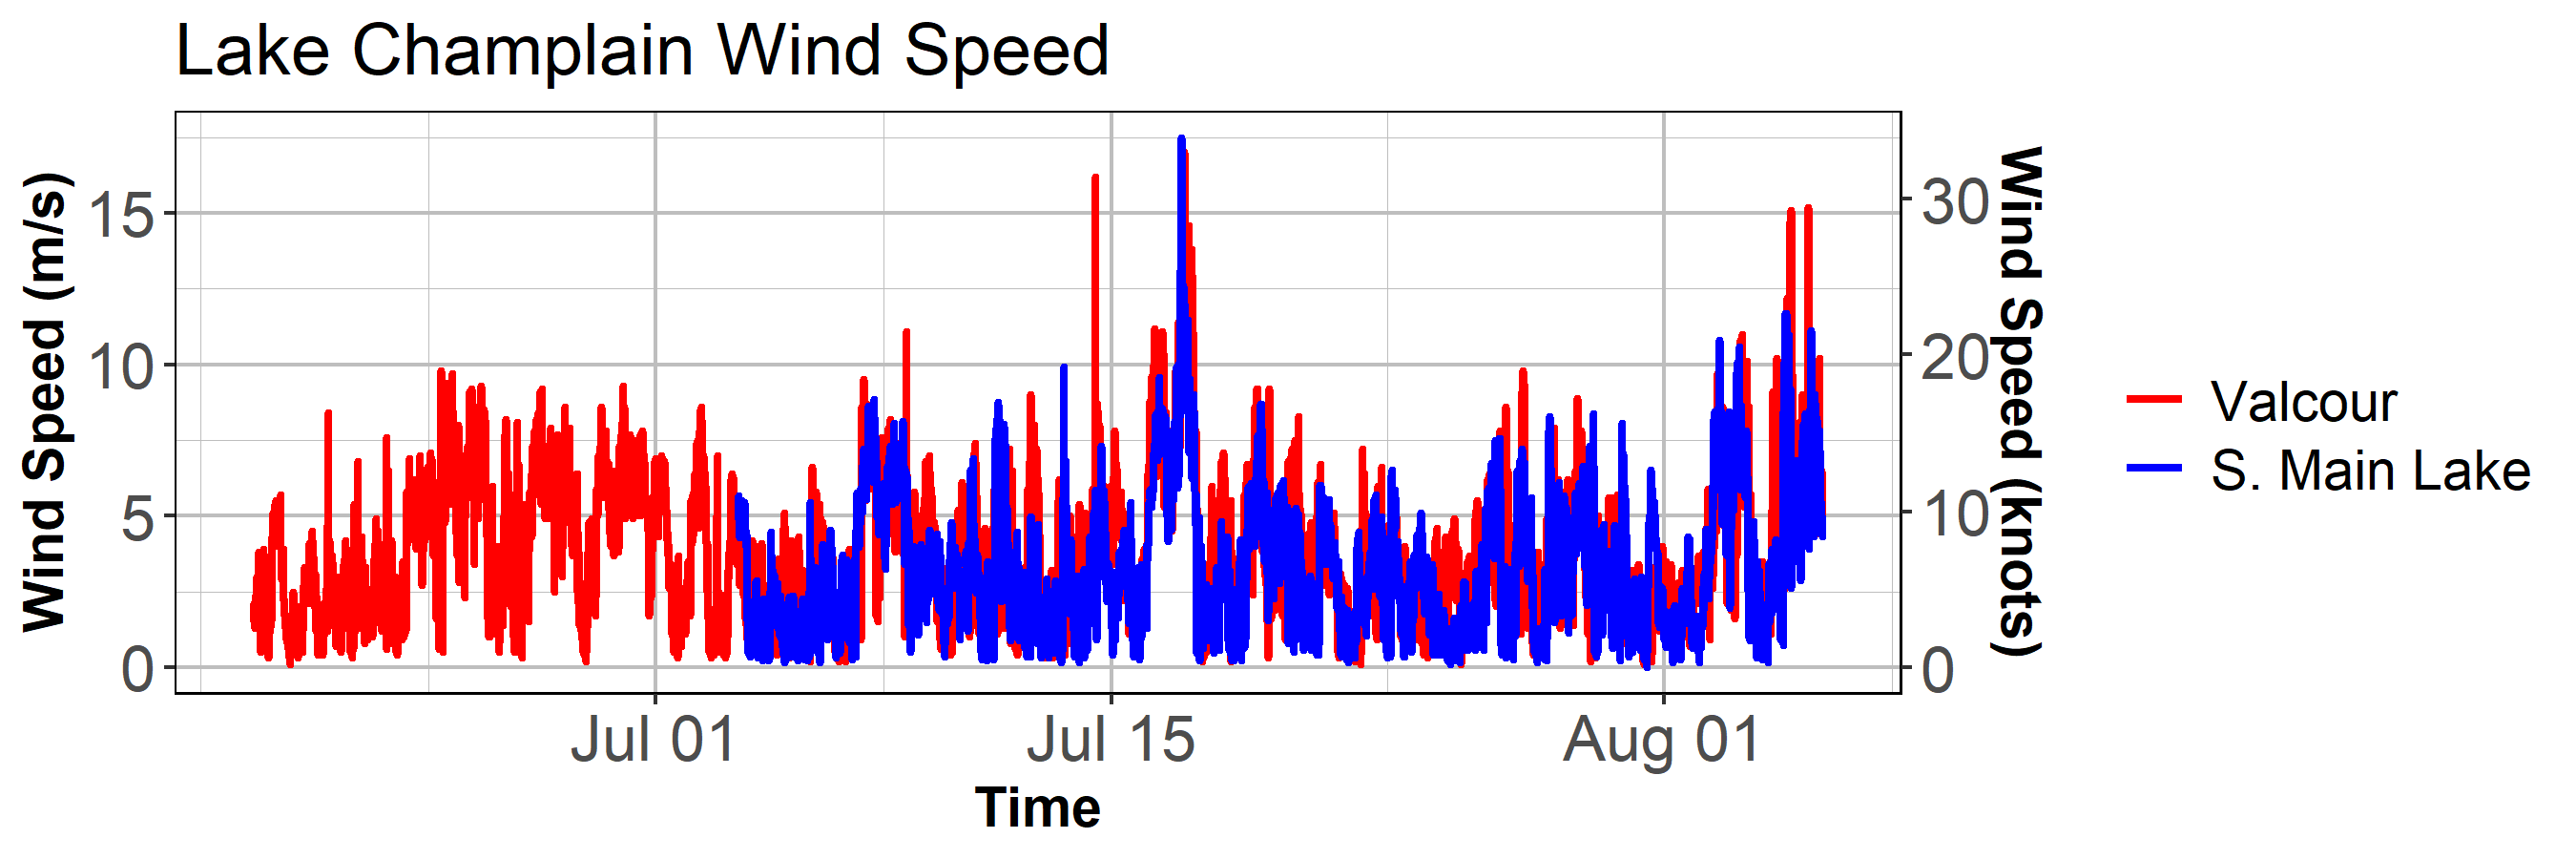 Lake Champlain Wind Speed
Wind Speed (m/s)
15
10
5
0
30
20
10
0
Wind Speed (knots)
Jul 01
Jul 15
Aug 01
Time
Valcour
S. Main Lake